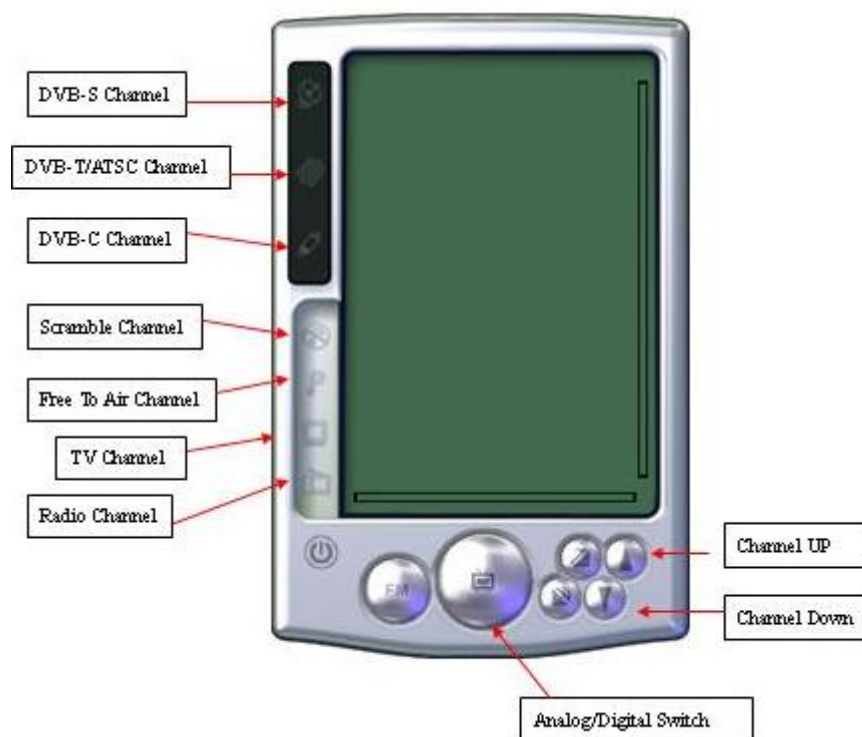 DVB-S Channel
DVB-T/ATSC Channel
DVB-C Channel
Scramble Channel
Free To Air Channel
TV Channel
Radio Channel
FM
Channel UP
Channel Down
Analog/Digital Switch